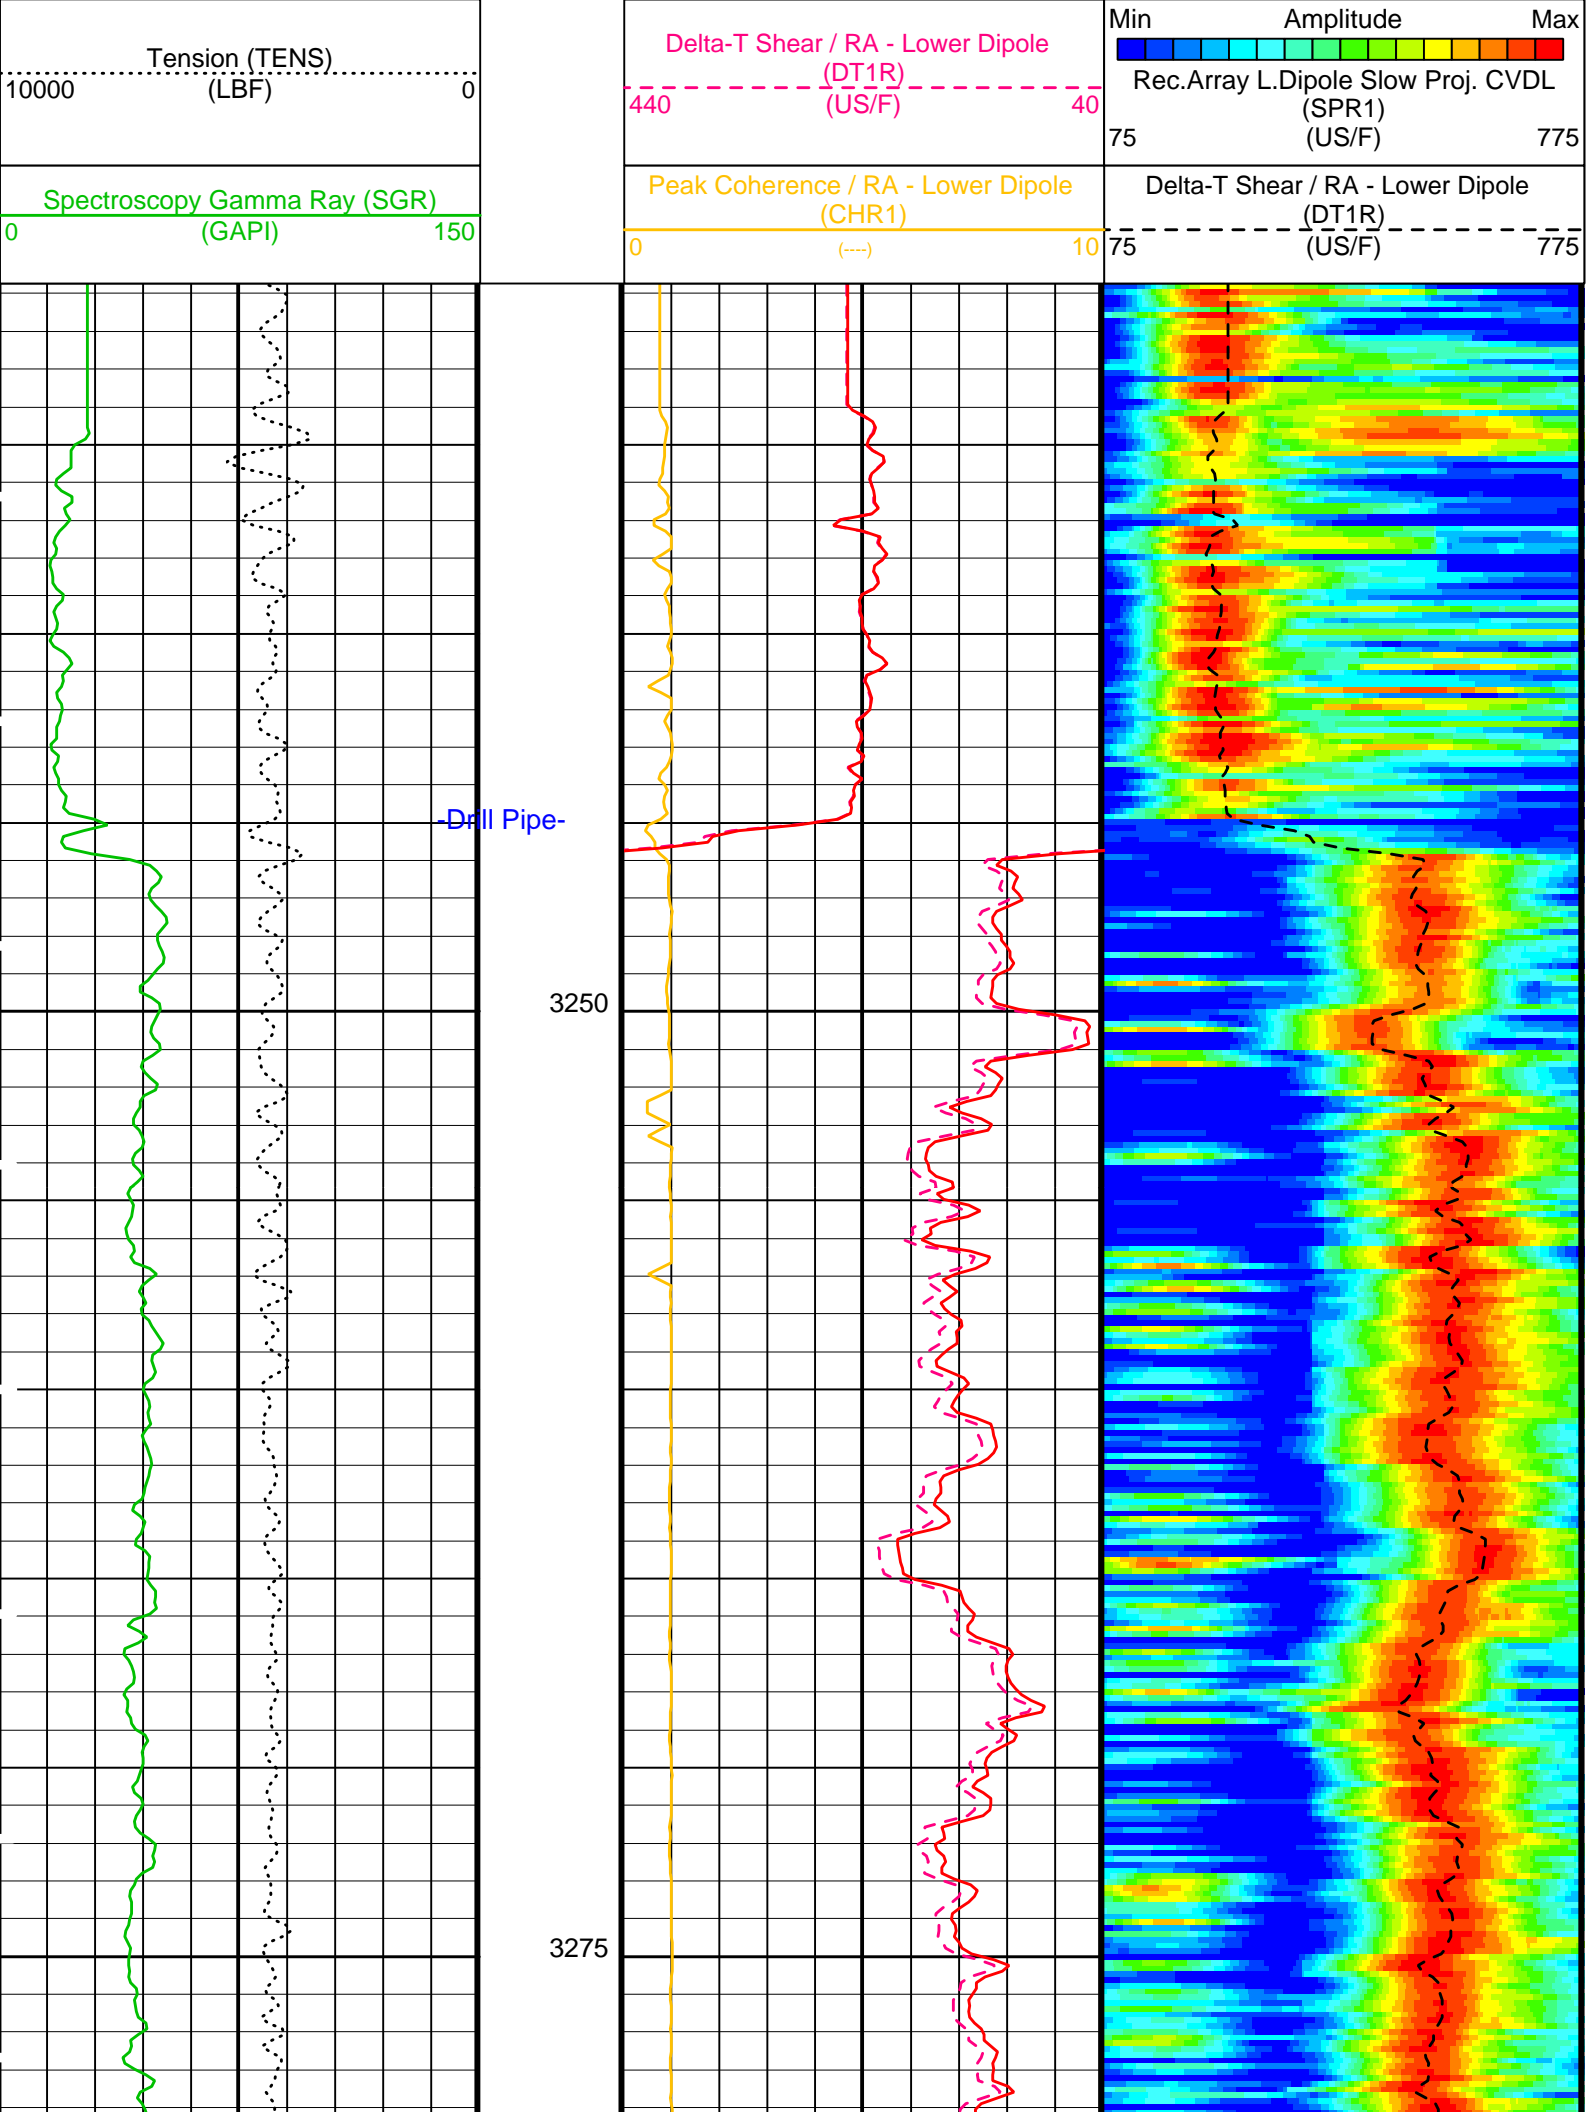 Tension (TENS)
10000 (LBF) 0
Spectroscopy Gamma Ray (SGR)
0 (GAPI) 150
Delta-T Shear / RA - Lower Dipole
(DT1R)
440 (US/F) 40
Peak Coherence / RA - Lower Dipole
(CHR1)
0 (----) 10
Min Amplitude Max
Rec.Array L.Dipole Slow Proj. CVDL
(SPR1)
75 (US/F) 775
Delta-T Shear / RA - Lower Dipole
(DT1R)
75 (US/F) 775
-Drill Pipe-
3250
3275